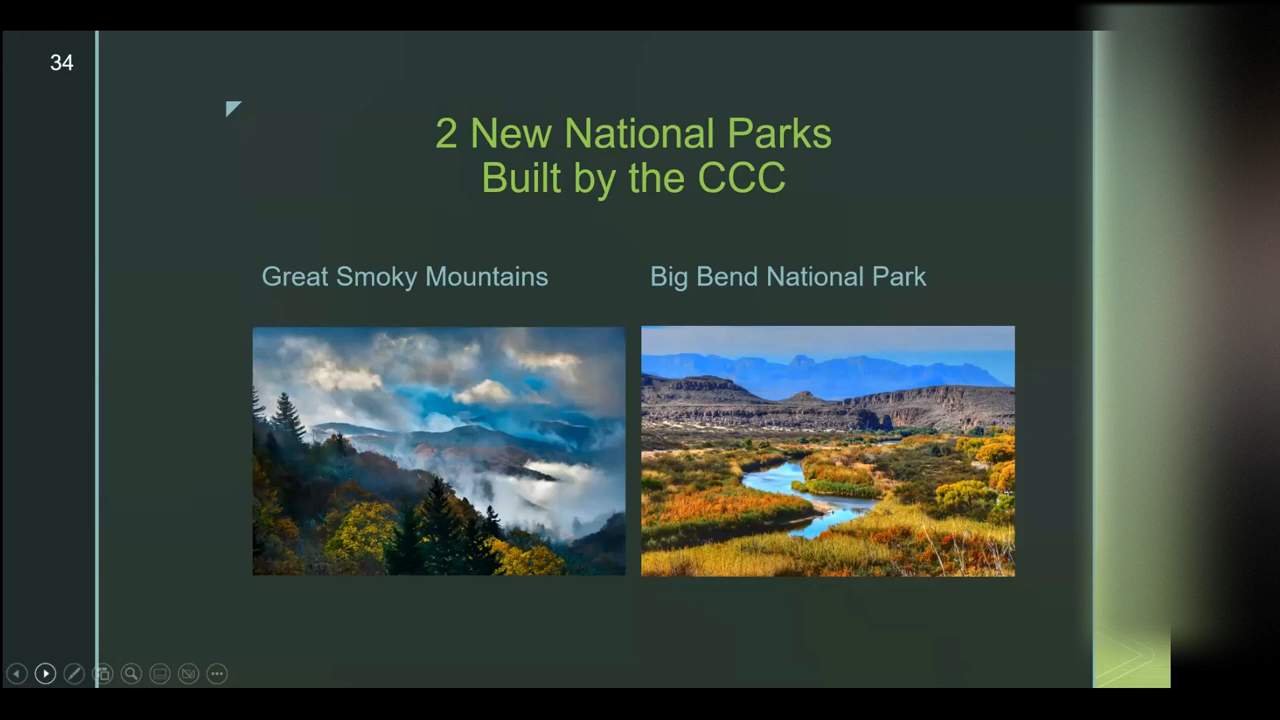 34
2 New National Parks
Built by the CCC
Great Smoky Mountains
Big Bend National Park